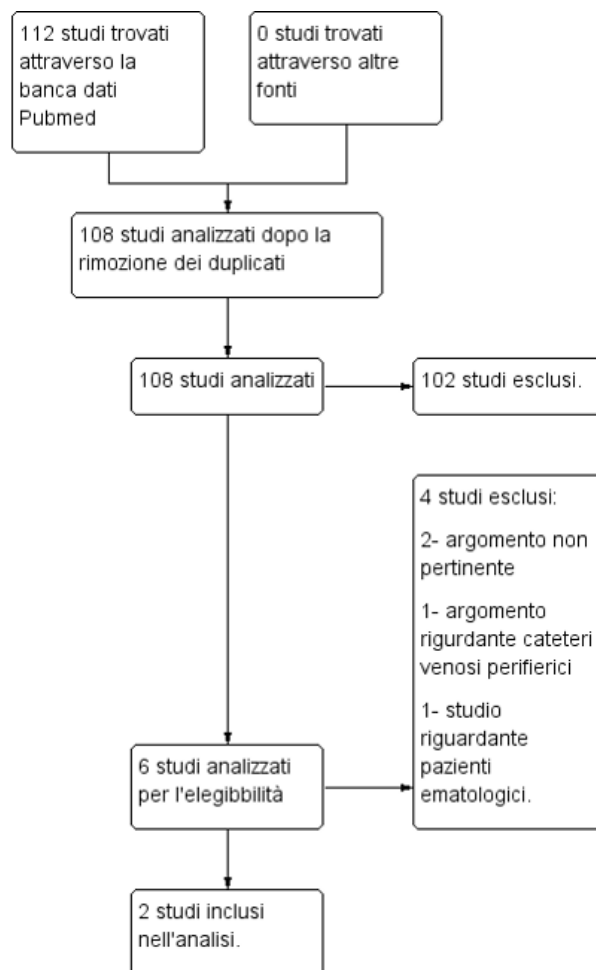 112 studi trovati
attraverso la
banca dati
Pubmed
0 studi trovati
attraverso altre
fonti
108 studi analizzati dopo la
rimozione dei duplicati
108 studi analizzati
102 studi esclusi.
4 studi esclusi:
2- argomento non
pertinente
1- argomento
rigurdante cateteri
venosi perifierici
1- studio
riguardante
pazienti
ematologici.
6 studi analizzati
per l'elegibbilità
2 studi inclusi
nell'analisi.